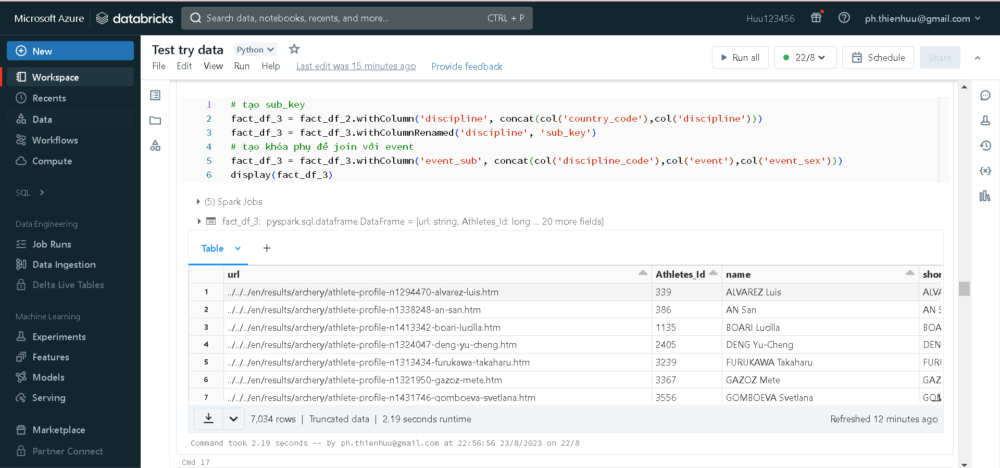 Microsoft Azure databricks Search data, notebooks, recents, and more... CTRL + P Huu123456 ph.thienhuu@gmail.com
New
Workspace
Recents
Data
Workflows
Compute
SQL
Data Engineering
Job Runs
Data Ingestion
Delta Live Tables
Machine Learning
Experiments
Features
Models
Serving
Marketplace
Partner Connect
Test try data Python
File Edit View Run Help Last edit was 15 minutes ago Provide feedback
Run all 22/8 Schedule Share
1 # tạo sub_key
2 fact_df_3 = fact_df_2.withColumn('discipline', concat(col('country_code'),col('discipline')))
3 fact_df_3 = fact_df_3.withColumnRenamed('discipline', 'sub_key')
4 # tạo khóa phụ để join với event
5 fact_df_3 = fact_df_3.withColumn('event_sub', concat(col('discipline_code'),col('event'),col('event_sex')))
6 display(fact_df_3)
(5) Spark Jobs
fact_df_3: pyspark.sql.dataframe.DataFrame = [url: string, Athletes_Id: long ... 20 more fields]
Table +
url Athletes_Id name shor
1 ../../../en/results/archery/athlete-profile-n1294470-alvarez-luis.htm 339 ALVAREZ Luis ALVA
2 ../../../en/results/archery/athlete-profile-n1338248-an-san.htm 386 AN San AN S
3 ../../../en/results/archery/athlete-profile-n1413342-boari-lucilla.htm 1135 BOARI Lucilla BOA
4 ../../../en/results/archery/athlete-profile-n1324047-deng-yu-cheng.htm 2405 DENG Yu-Cheng DEN
5 ../../../en/results/archery/athlete-profile-n1313434-furukawa-takaharu.htm 3239 FURUKAWA Takaharu FURU
6 ../../../en/results/archery/athlete-profile-n1321950-gazoz-mete.htm 3367 GAZOZ Mete GAZ
7 ../../../en/results/archery/athlete-profile-n1431746-gomboeva-svetlana.htm 3556 GOMBOEVA Svetlana GOM
7,034 rows | Truncated data | 2.19 seconds runtime Refreshed 12 minutes ago
Command took 2.19 seconds -- by ph.thienhuu@gmail.com at 22:56:56 23/8/2023 on 22/8
Cmd 17